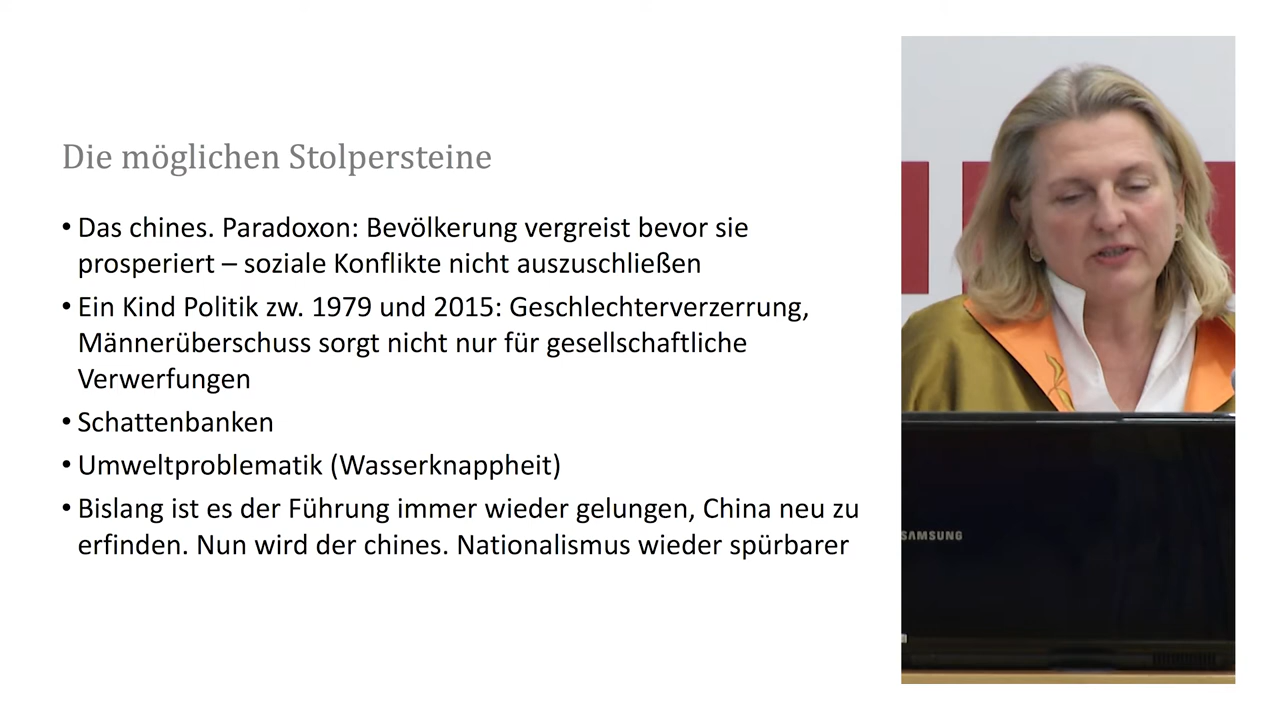 Die möglichen Stolpersteine
• Das chines. Paradoxon: Bevölkerung vergreist bevor sie
prosperiert – soziale Konflikte nicht auszuschließen
• Ein Kind Politik zw. 1979 und 2015: Geschlechterverzerrung,
Männerüberschuss sorgt nicht nur für gesellschaftliche
Verwerfungen
• Schattenbanken
• Umweltproblematik (Wasserknappheit)
• Bislang ist es der Führung immer wieder gelungen, China neu zu
erfinden. Nun wird der chines. Nationalismus wieder spürbarer
SAMSUNG